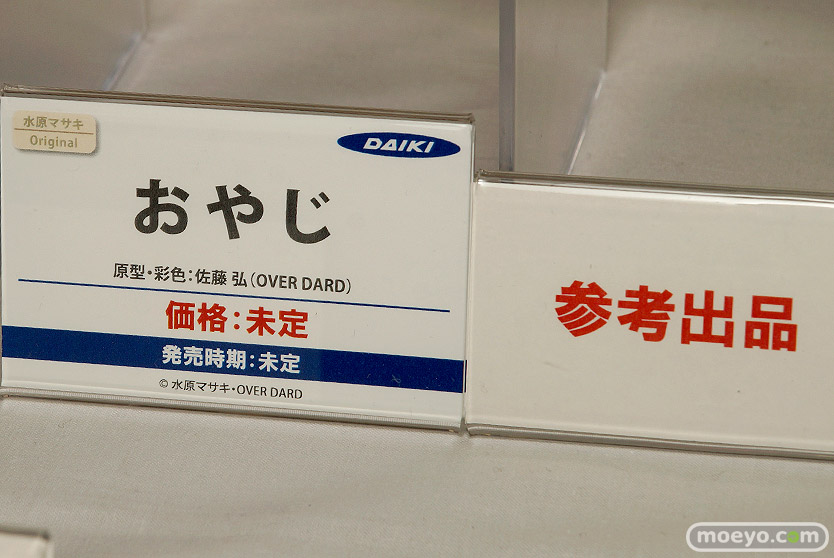 水原マサキ
Original
DAIKI
おやじ
原型・彩色：佐藤 弘（OVER DARD）
価格：未定
発売時期：未定
© 水原マサキ・OVER DARD
参考出品
moeyo.com